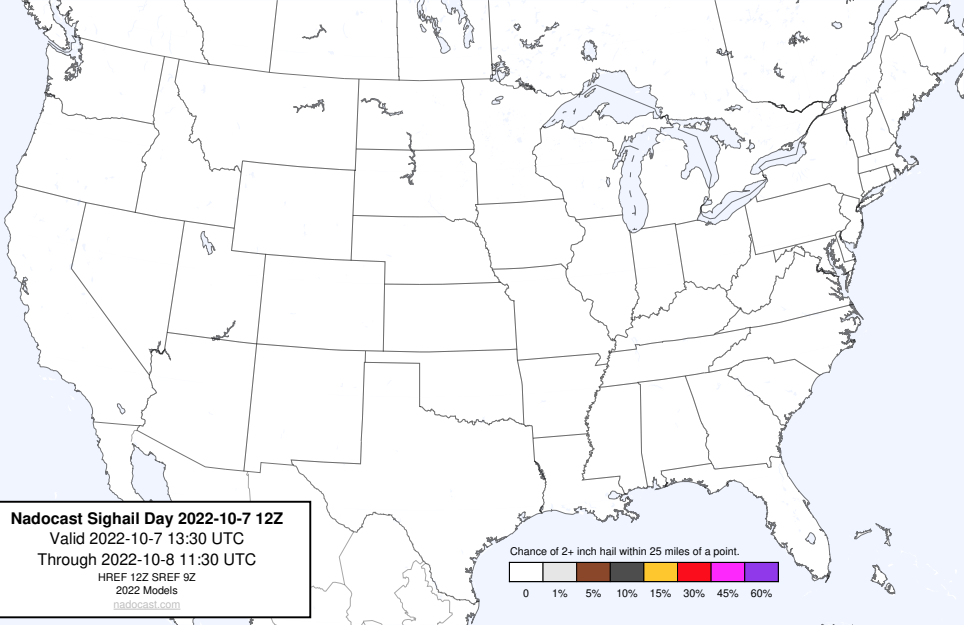 Nadocast Sighail Day 2022-10-7 12Z
Valid 2022-10-7 13:30 UTC
Through 2022-10-8 11:30 UTC
HREF 12Z SREF 9Z
2022 Models
nadocast.com
Chance of 2+ inch hail within 25 miles of a point.
0 1% 5% 10% 15% 30% 45% 60%